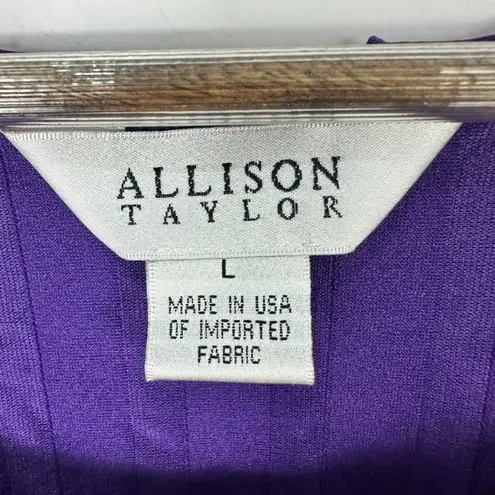 ALLISON
TAYLOR
L
MADE IN USA
OF IMPORTED
FABRIC